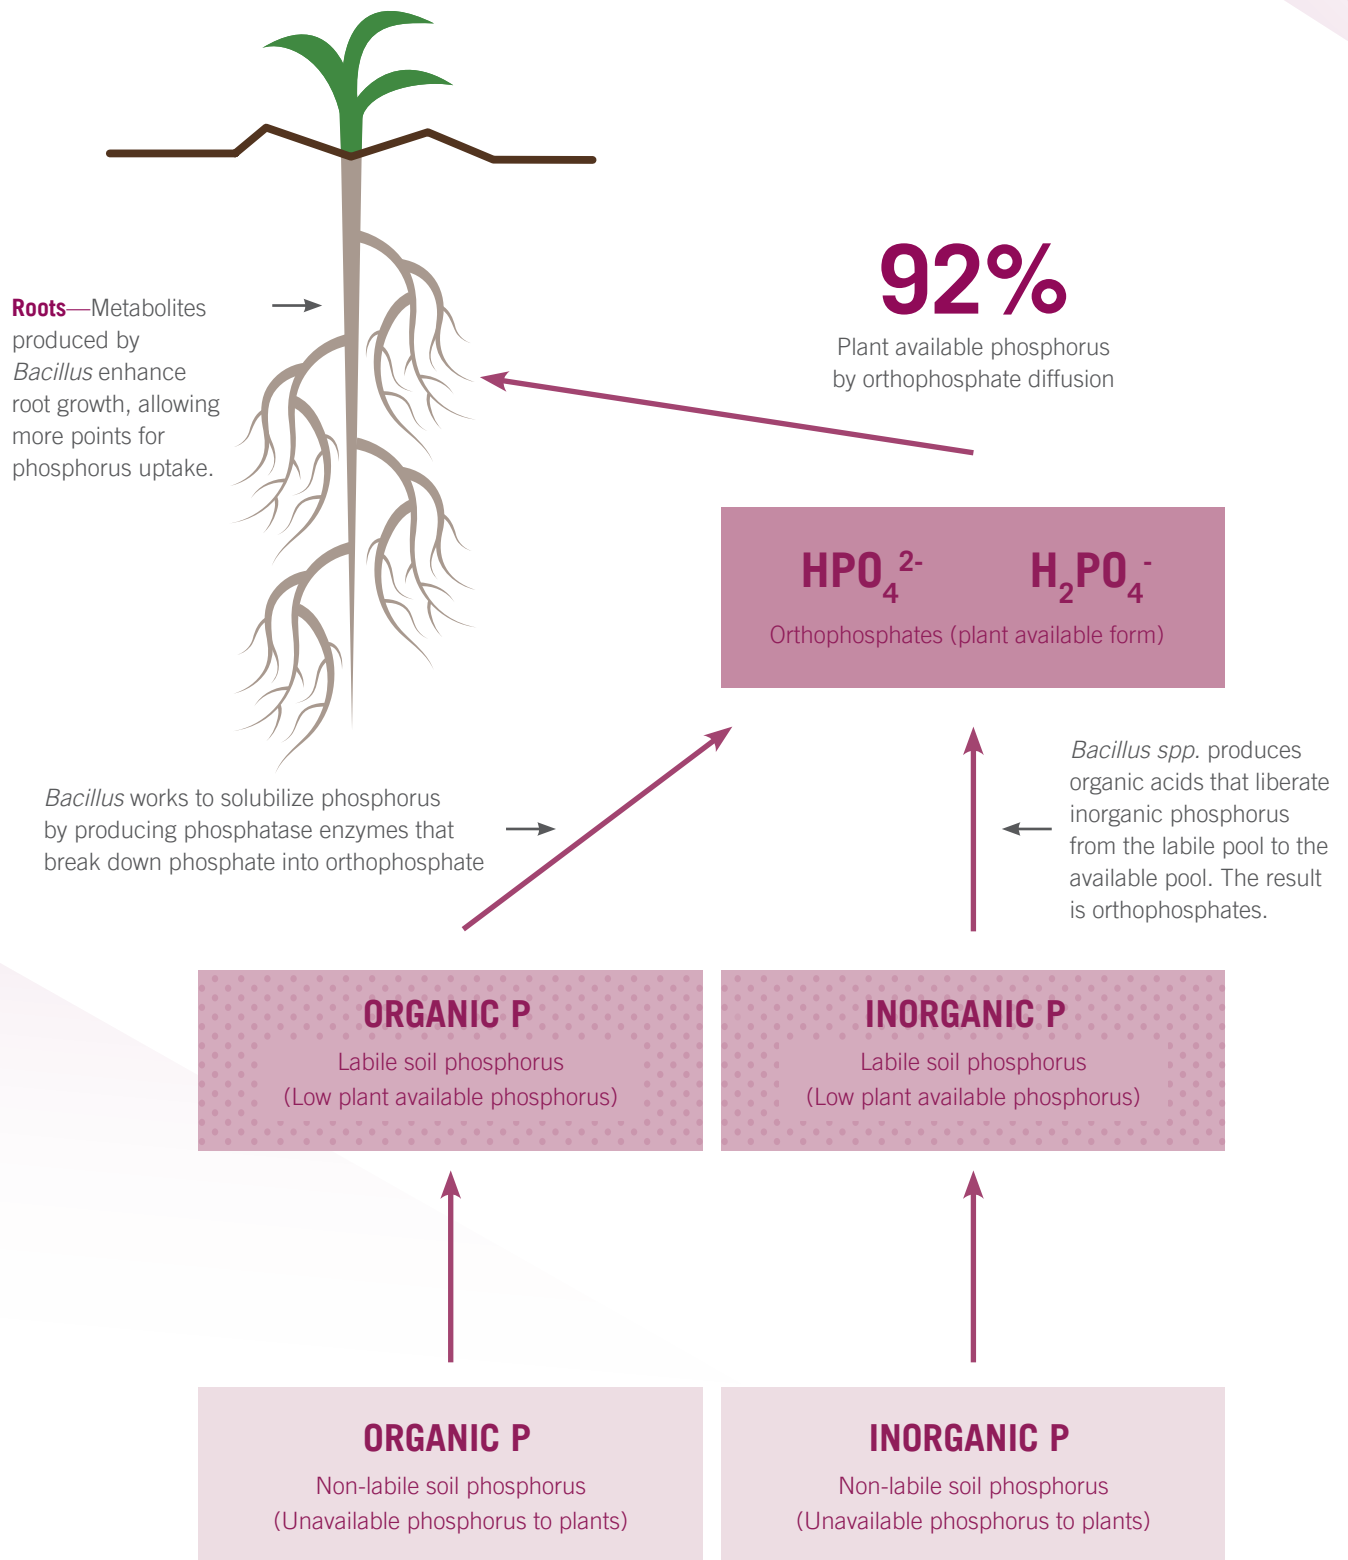 92%
Plant available phosphorus
by orthophosphate diffusion
Roots—Metabolites
produced by
Bacillus enhance
root growth, allowing
more points for
phosphorus uptake.
HPO₄²⁻ H₂PO₄⁻
Orthophosphates (plant available form)
Bacillus works to solubilize phosphorus
by producing phosphatase enzymes that
break down phosphate into orthophosphate
Bacillus spp. produces
organic acids that liberate
inorganic phosphorus
from the labile pool to the
available pool. The result
is orthophosphates.
ORGANIC P
Labile soil phosphorus
(Low plant available phosphorus)
INORGANIC P
Labile soil phosphorus
(Low plant available phosphorus)
ORGANIC P
Non-labile soil phosphorus
(Unavailable phosphorus to plants)
INORGANIC P
Non-labile soil phosphorus
(Unavailable phosphorus to plants)